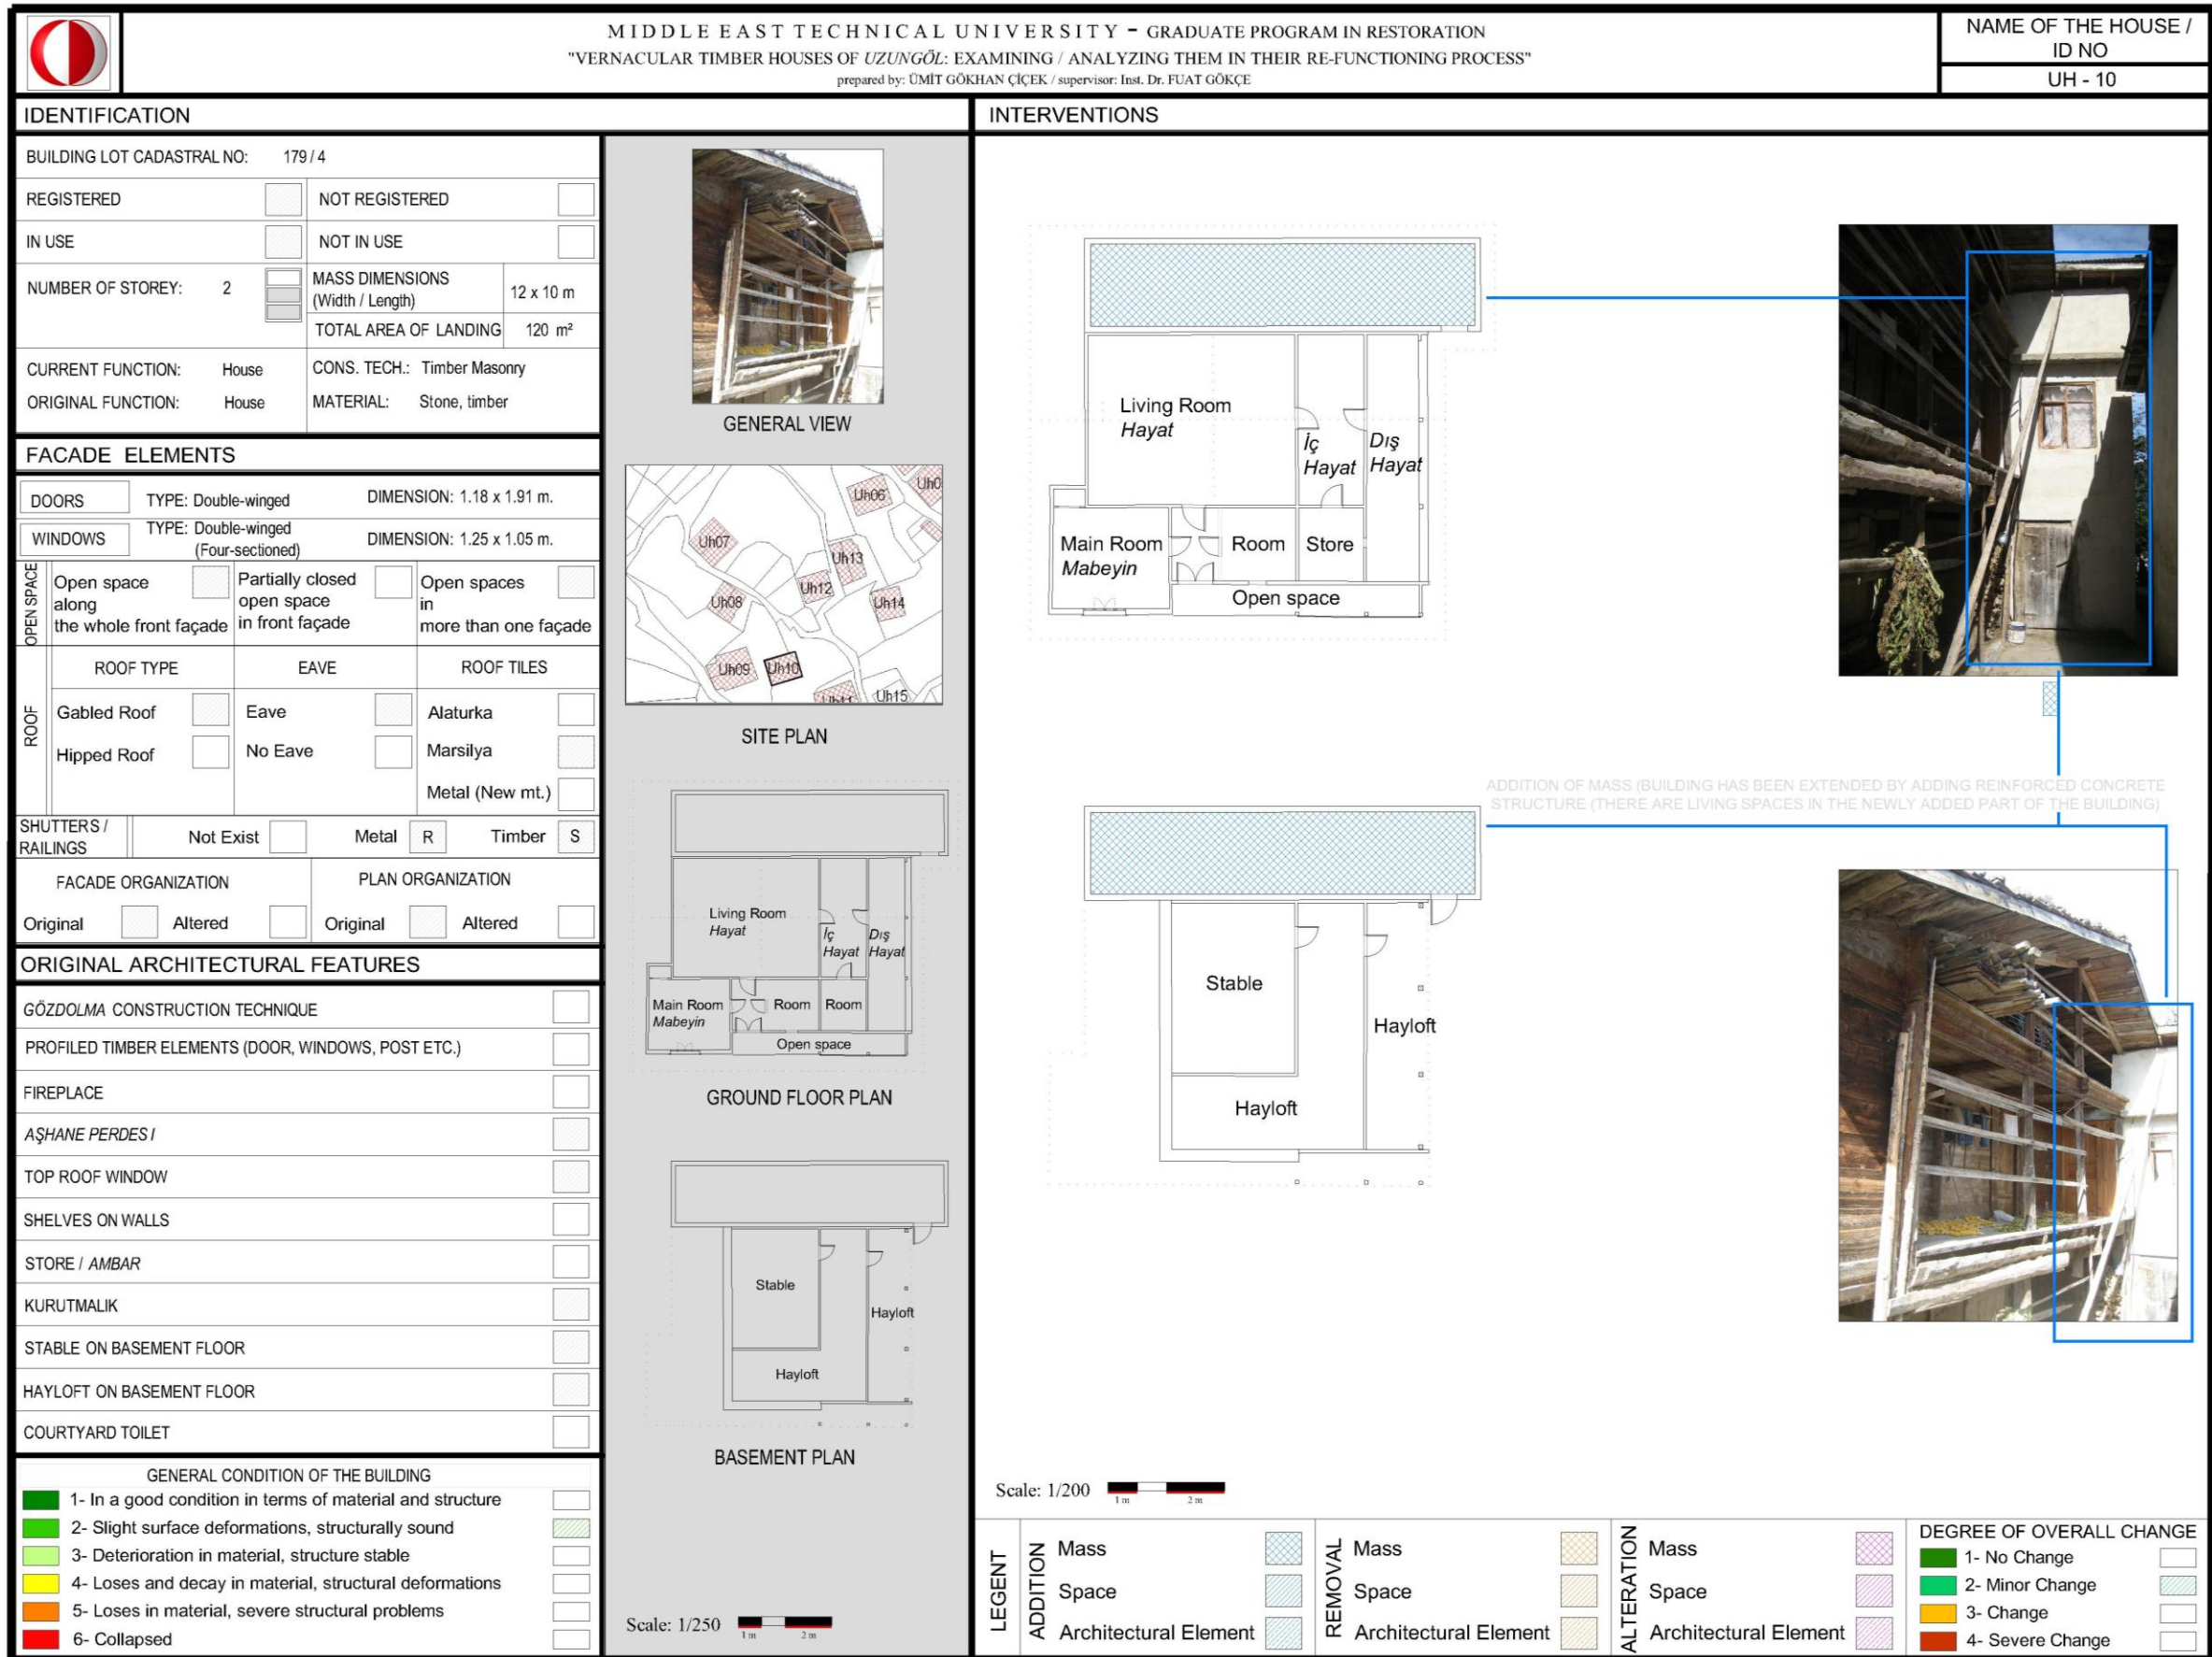 MIDDLE EAST TECHNICAL UNIVERSITY - GRADUATE PROGRAM IN RESTORATION
"VERNACULAR TIMBER HOUSES OF UZUNGÖL: EXAMINING / ANALYZING THEM IN THEIR RE-FUNCTIONING PROCESS"
prepared by: ÜMİT GÖKHAN ÇİÇEK / supervisor: Inst. Dr. FUAT GÖKÇE
NAME OF THE HOUSE /
ID NO
UH - 10
IDENTIFICATION
BUILDING LOT CADASTRAL NO: 179 / 4
REGISTERED NOT REGISTERED
IN USE NOT IN USE
NUMBER OF STOREY: 2
MASS DIMENSIONS
(Width / Length) 12 x 10 m
TOTAL AREA OF LANDING 120 m²
CURRENT FUNCTION: House CONS. TECH.: Timber Masonry
ORIGINAL FUNCTION: House MATERIAL: Stone, timber
FACADE ELEMENTS
DOORS TYPE: Double-winged DIMENSION: 1.18 x 1.91 m.
WINDOWS TYPE: Double-winged
(Four-sectioned) DIMENSION: 1.25 x 1.05 m.
OPEN SPACE
Open space
along
the whole front façade
Partially closed
open space
in front façade
Open spaces
in
more than one façade
ROOF
ROOF TYPE EAVE ROOF TILES
Gabled Roof Eave Alaturka
Hipped Roof No Eave Marsilya
Metal (New mt.)
SHUTTERS /
RAILINGS
Not Exist Metal R Timber S
FACADE ORGANIZATION PLAN ORGANIZATION
Original Altered Original Altered
ORIGINAL ARCHITECTURAL FEATURES
GÖZDOLMA CONSTRUCTION TECHNIQUE
PROFILED TIMBER ELEMENTS (DOOR, WINDOWS, POST ETC.)
FIREPLACE
AŞHANE PERDES I
TOP ROOF WINDOW
SHELVES ON WALLS
STORE / AMBAR
KURUTMALIK
STABLE ON BASEMENT FLOOR
HAYLOFT ON BASEMENT FLOOR
COURTYARD TOILET
GENERAL CONDITION OF THE BUILDING
1- In a good condition in terms of material and structure
2- Slight surface deformations, structurally sound
3- Deterioration in material, structure stable
4- Loses and decay in material, structural deformations
5- Loses in material, severe structural problems
6- Collapsed
GENERAL VIEW
Uh06
Uh0
Uh07
Uh13
Uh12
Uh08
Uh14
Uh09
Uh10
Uh11
Uh15
SITE PLAN
Living Room
Hayat
İç
Hayat
Dış
Hayat
Main Room
Mabeyin
Room
Room
Open space
GROUND FLOOR PLAN
Stable
Hayloft
Hayloft
BASEMENT PLAN
Scale: 1/250
1 m 2 m
INTERVENTIONS
Living Room
Hayat
İç
Hayat
Dış
Hayat
Main Room
Mabeyin
Room
Store
Open space
ADDITION OF MASS (BUILDING HAS BEEN EXTENDED BY ADDING REINFORCED CONCRETE
STRUCTURE (THERE ARE LIVING SPACES IN THE NEWLY ADDED PART OF THE BUILDING)
Stable
Hayloft
Hayloft
Scale: 1/200
1 m 2 m
LEGENT
ADDITION
Mass
Space
Architectural Element
REMOVAL
Mass
Space
Architectural Element
ALTERATION
Mass
Space
Architectural Element
DEGREE OF OVERALL CHANGE
1- No Change
2- Minor Change
3- Change
4- Severe Change